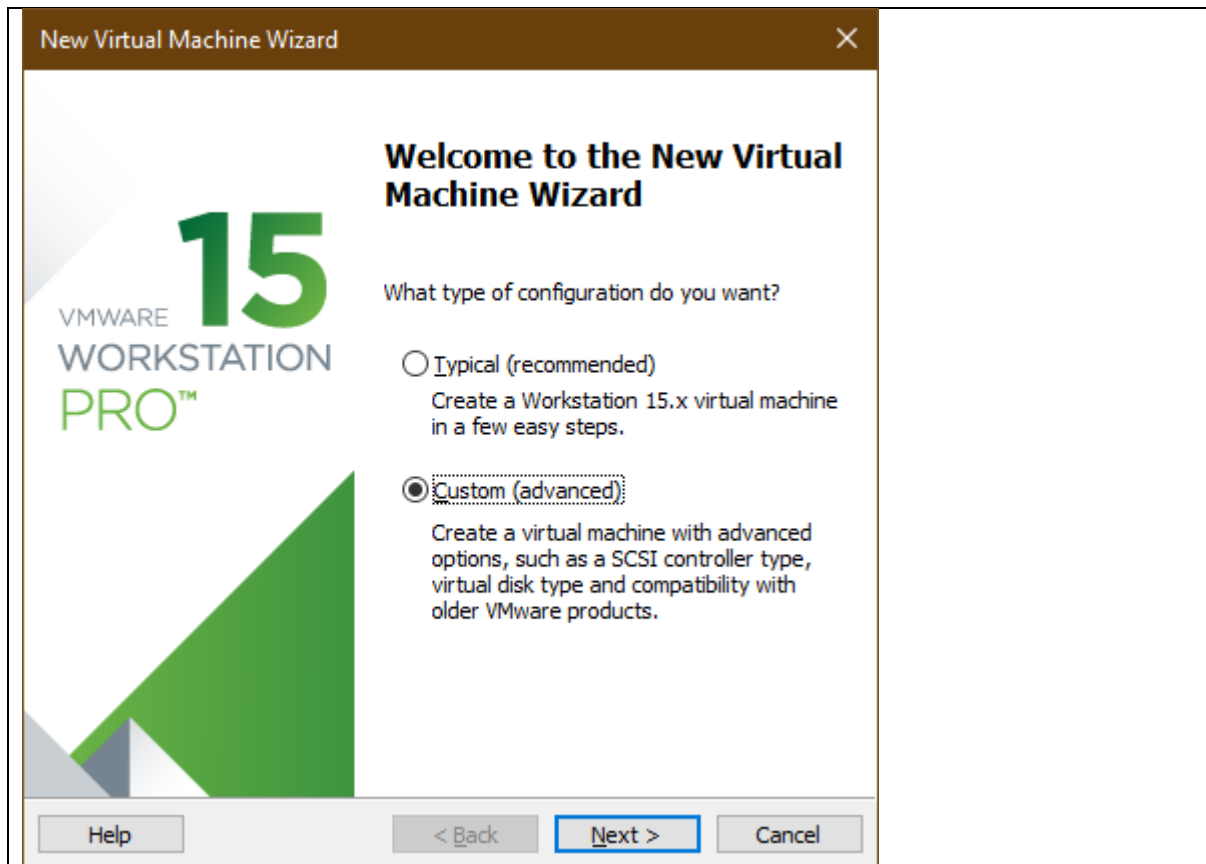 New Virtual Machine Wizard
Welcome to the New Virtual
Machine Wizard
15
VMWARE
WORKSTATION
PRO™
What type of configuration do you want?
Typical (recommended)
Create a Workstation 15.x virtual machine
in a few easy steps.
Custom (advanced)
Create a virtual machine with advanced
options, such as a SCSI controller type,
virtual disk type and compatibility with
older VMware products.
Help
< Back
Next >
Cancel